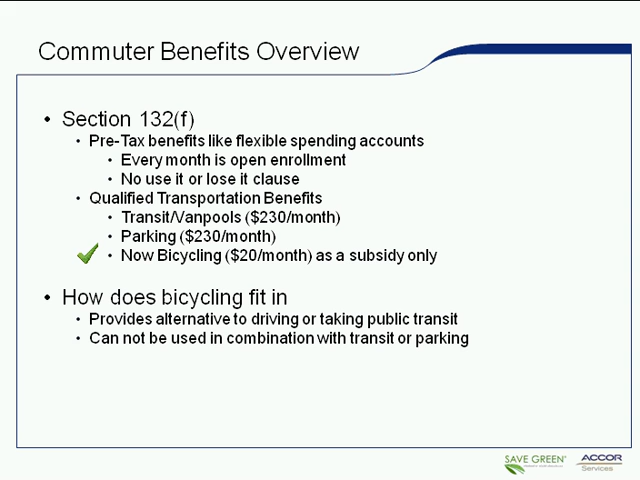 Commuter Benefits Overview
• Section 132(f)
• Pre-Tax benefits like flexible spending accounts
• Every month is open enrollment
• No use it or lose it clause
• Qualified Transportation Benefits
• Transit/Vanpools ($230/month)
• Parking ($230/month)
• Now Bicycling ($20/month) as a subsidy only
• How does bicycling fit in
• Provides alternative to driving or taking public transit
• Can not be used in combination with transit or parking
SAVE GREEN
ACCOR
Services